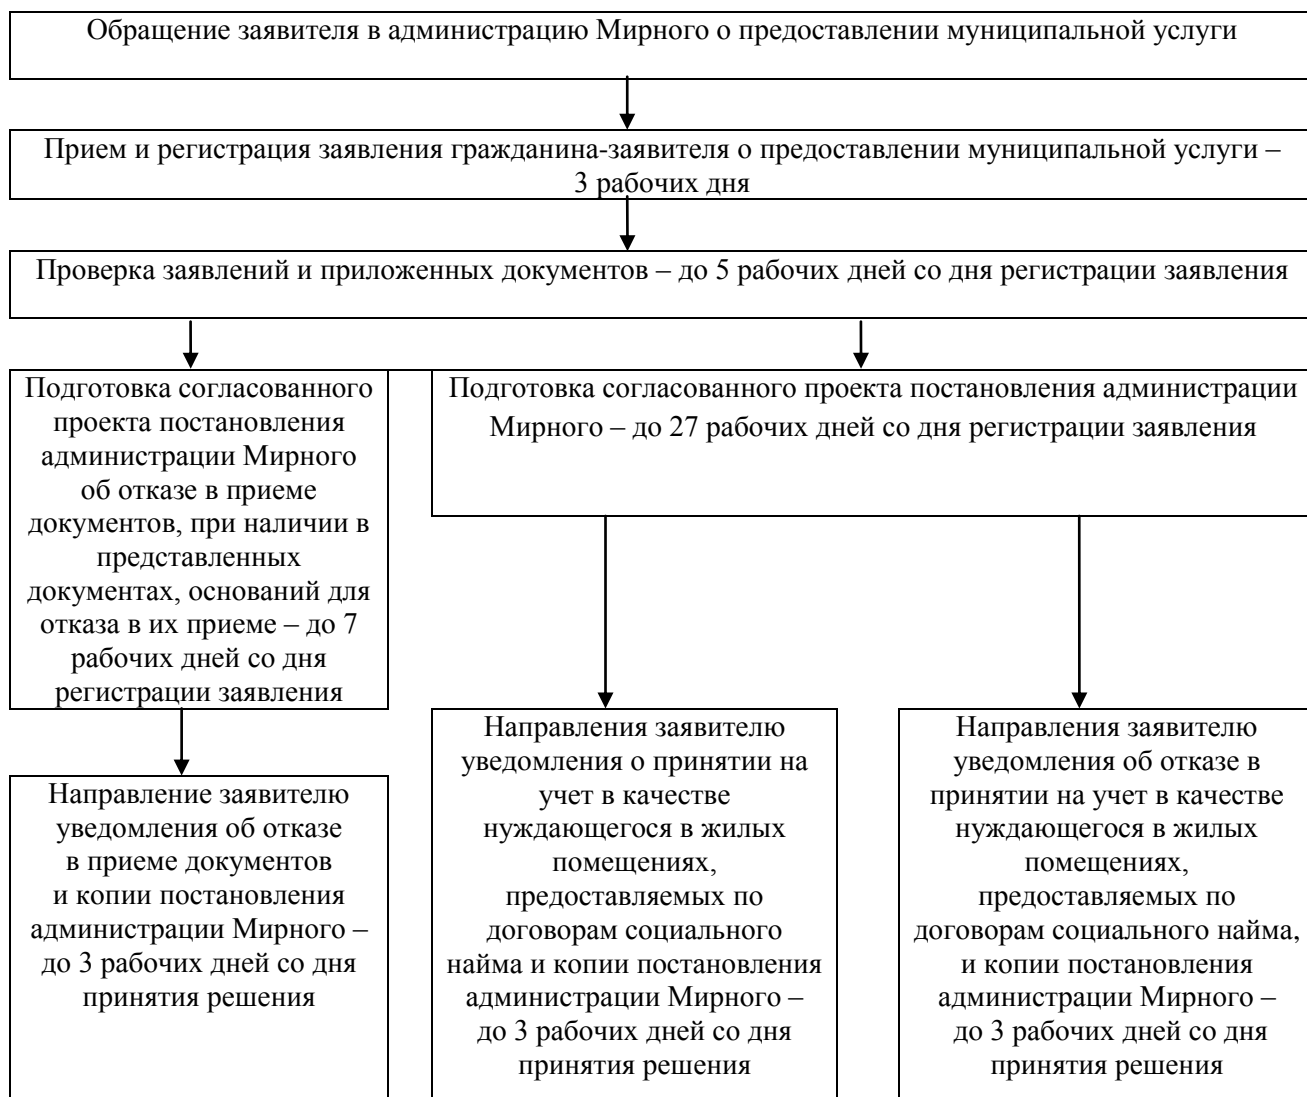 Обращение заявителя в администрацию Мирного о предоставлении муниципальной услуги
Прием и регистрация заявления гражданина-заявителя о предоставлении муниципальной услуги –
3 рабочих дня
Проверка заявлений и приложенных документов – до 5 рабочих дней со дня регистрации заявления
Подготовка согласованного
проекта постановления
администрации Мирного
об отказе в приеме
документов, при наличии в
представленных
документах, оснований для
отказа в их приеме – до 7
рабочих дней со дня
регистрации заявления
Подготовка согласованного проекта постановления администрации
Мирного – до 27 рабочих дней со дня регистрации заявления
Направление заявителю
уведомления об отказе
в приеме документов
и копии постановления
администрации Мирного –
до 3 рабочих дней со дня
принятия решения
Направления заявителю
уведомления о принятии на
учет в качестве
нуждающегося в жилых
помещениях,
предоставляемых по
договорам социального
найма и копии постановления
администрации Мирного –
до 3 рабочих дней со дня
принятия решения
Направления заявителю
уведомления об отказе в
принятии на учет в качестве
нуждающегося в жилых
помещениях,
предоставляемых по
договорам социального найма,
и копии постановления
администрации Мирного –
до 3 рабочих дней со дня
принятия решения